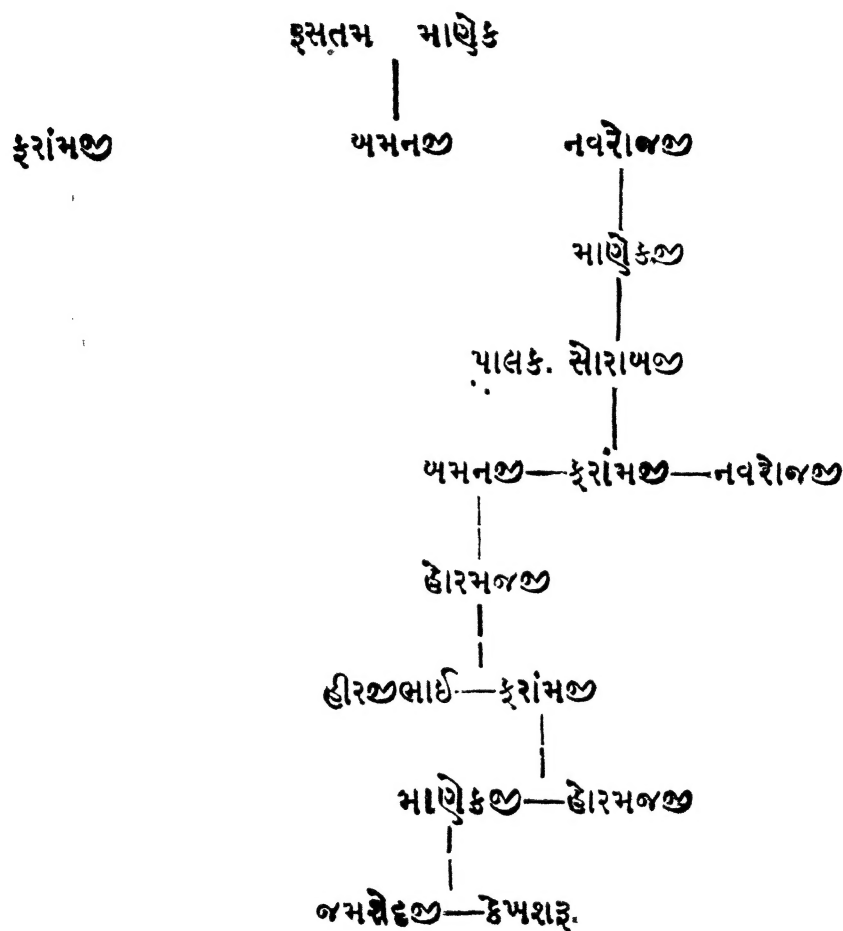 રૂસતમ માણેક
ફરાંમજી બમનજી નવરોજજી
માણેકજી
પાલક. સોરાબજી
બમનજી—ફરાંમજી—નવરોજજી
હોરમજજી
હીરજીભાઈ—ફરાંમજી
માણેકજી—હોરમજજી
જમશેદજી—કેખશરૂ.